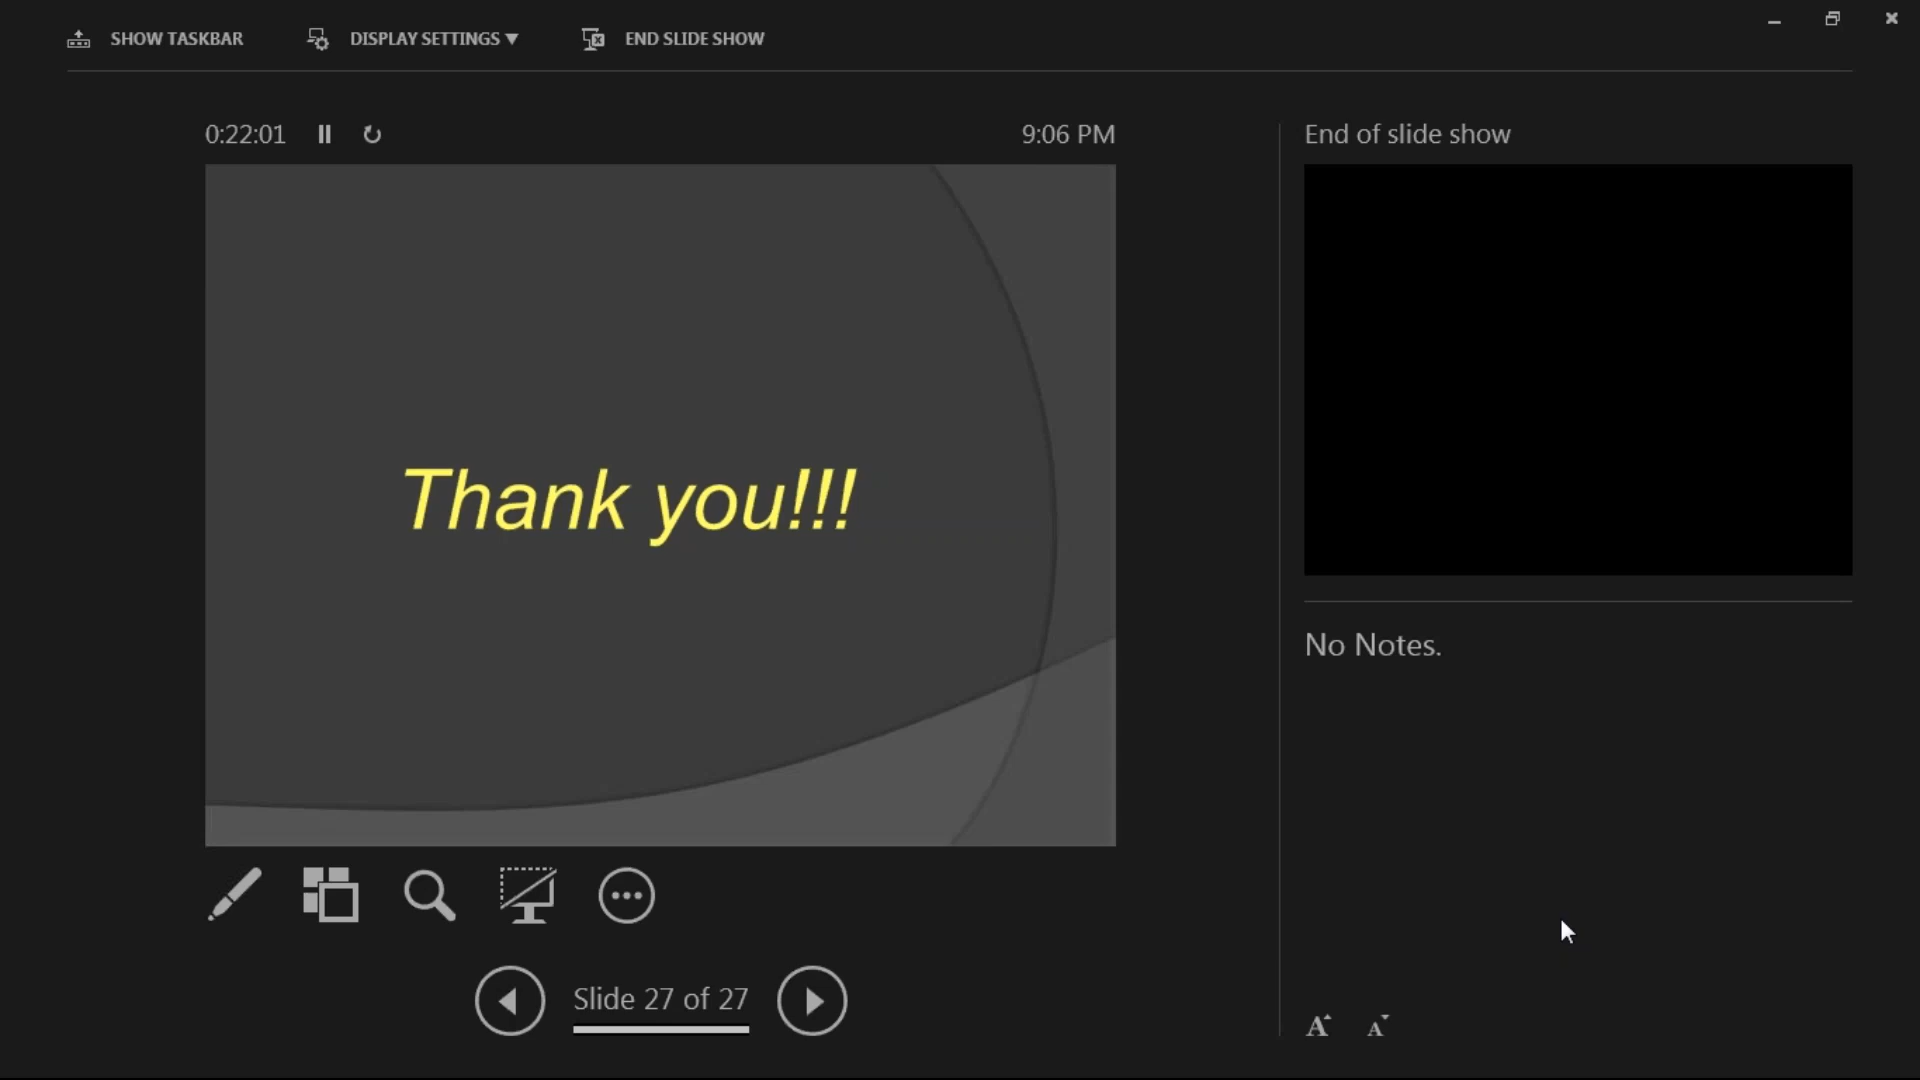 SHOW TASKBAR
DISPLAY SETTINGS ▼
END SLIDE SHOW
0:22:01
9:06 PM
End of slide show
Thank you!!!
No Notes.
Slide 27 of 27
A A